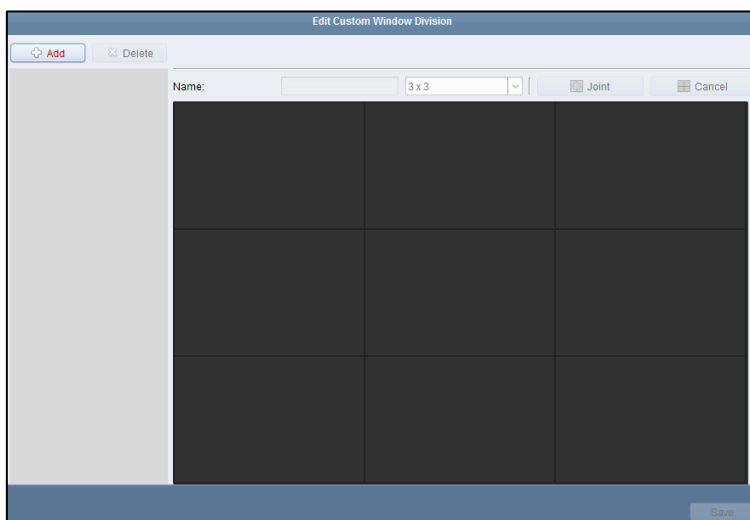 Edit Custom Window Division
Add Delete
Name: 3 x 3 Joint Cancel
Save